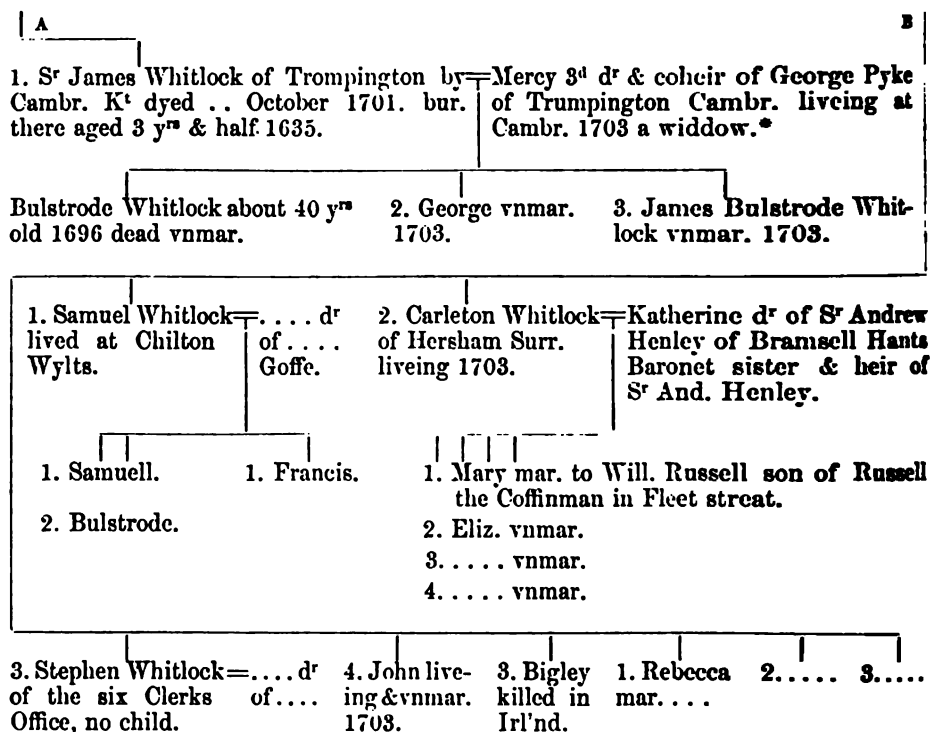 A B
1. Sʳ James Whitlock of Trompington by=Mercy 3ᵈ dʳ & coheir of George Pyke
Cambr. Kᵗ dyed .. October 1701. bur. of Trumpington Cambr. liveing at
there aged 3 yʳˢ & half. 1635. Cambr. 1703 a widdow.*
Bulstrode Whitlock about 40 yʳˢ 2. George vnmar. 3. James Bulstrode Whit-
old 1696 dead vnmar. 1703. lock vnmar. 1703.
1. Samuel Whitlock=.... dʳ 2. Carleton Whitlock=Katherine dʳ of Sʳ Andrew
lived at Chilton of .... of Hersham Surr. Henley of Bramsell Hants
Wylts. Goffe. liveing 1703. Baronet sister & heir of
Sʳ And. Henley.
1. Samuell. 1. Francis. 1. Mary mar. to Will. Russell son of Russell
the Coffinman in Fleet streat.
2. Bulstrode. 2. Eliz. vnmar.
3..... vnmar.
4..... vnmar.
3. Stephen Whitlock=.... dʳ 4. John live- 3. Bigley 1. Rebecca 2..... 3.....
of the six Clerks of.... ing & vnmar. killed in mar....
Office, no child. 1703. Irl'nd.